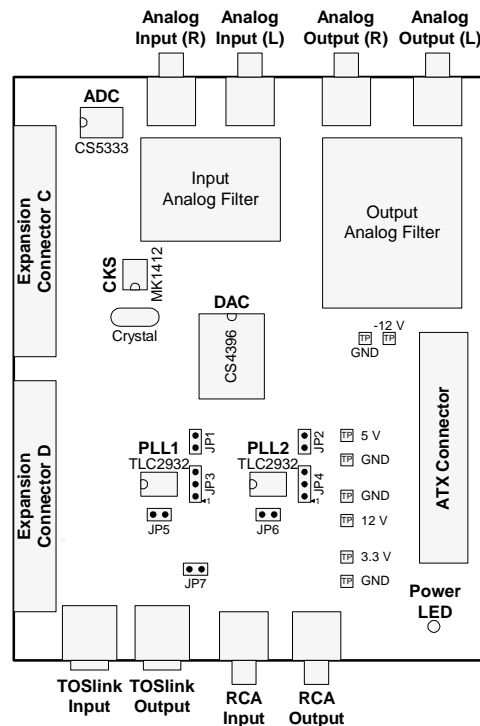 Analog
Input (R)
Analog
Input (L)
Analog
Output (R)
Analog
Output (L)
ADC
CS5333
Input
Analog Filter
Output
Analog Filter
Expansion
Connector C
CKS
MK1412
Crystal
DAC
CS4396
-12 V
TP
TP
GND
ATX Connector
Expansion
Connector D
JP1
PLL1
TLC2932
JP3
1
JP5
JP2
PLL2
TLC2932
JP4
1
JP6
JP7
TP 5 V
TP GND
TP GND
TP 12 V
TP 3.3 V
TP GND
Power
LED
TOSlink
Input
TOSlink
Output
RCA
Input
RCA
Output